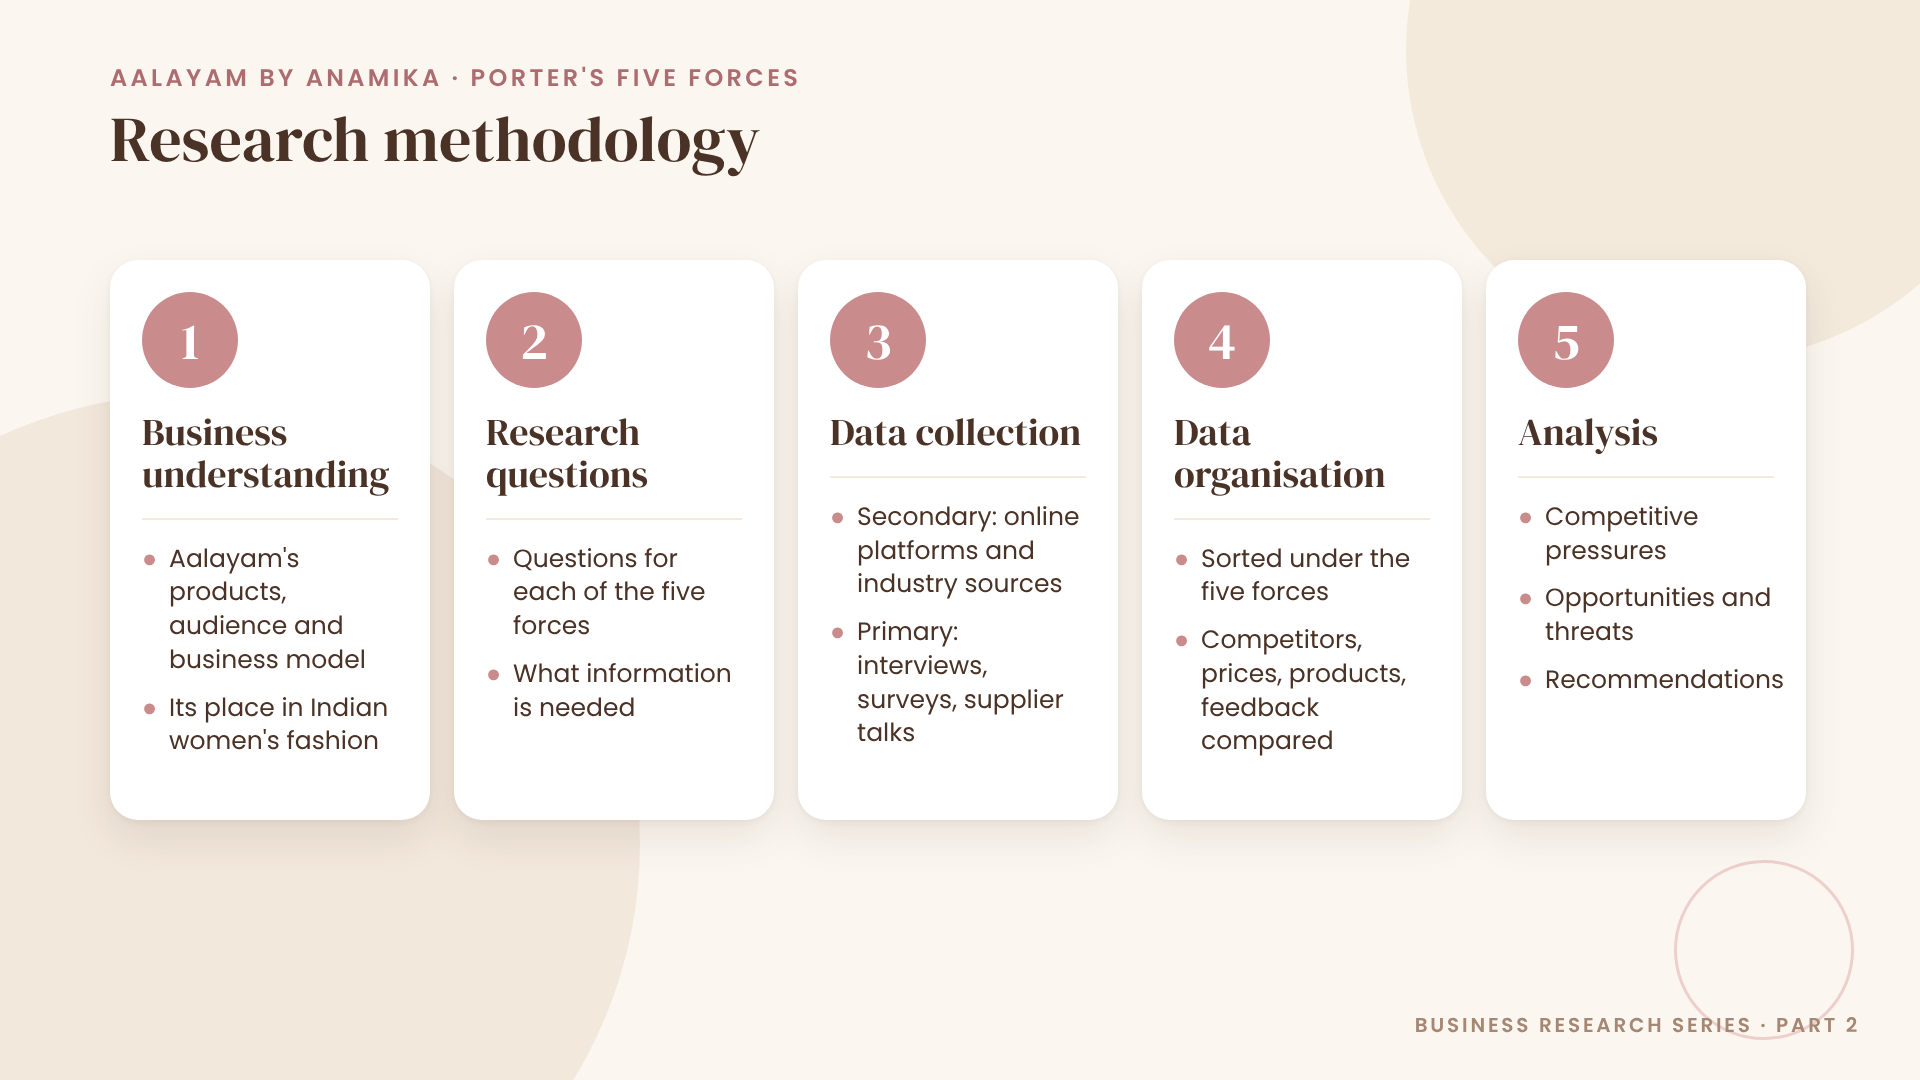 AALAYAM BY ANAMIKA · PORTER'S FIVE FORCES
Research methodology
1
Business
understanding
Aalayam's
products,
audience and
business model
Its place in Indian
women's fashion
2
Research
questions
Questions for
each of the five
forces
What information
is needed
3
Data collection
Secondary: online
platforms and
industry sources
Primary:
interviews,
surveys, supplier
talks
4
Data
organisation
Sorted under the
five forces
Competitors,
prices, products,
feedback
compared
5
Analysis
Competitive
pressures
Opportunities and
threats
Recommendations
BUSINESS RESEARCH SERIES · PART 2